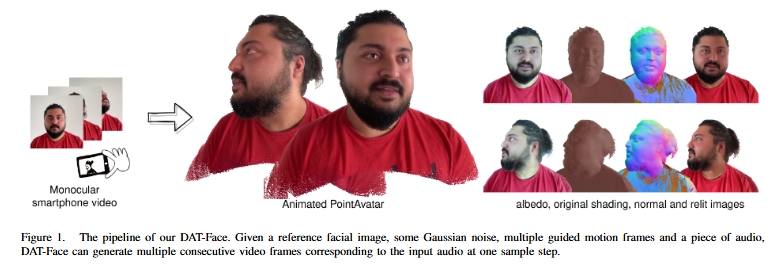 Monocular
smartphone video
Animated PointAvatar
albedo, original shading, normal and relit images
Figure 1. The pipeline of our DAT-Face. Given a reference facial image, some Gaussian noise, multiple guided motion frames and a piece of audio,
DAT-Face can generate multiple consecutive video frames corresponding to the input audio at one sample step.